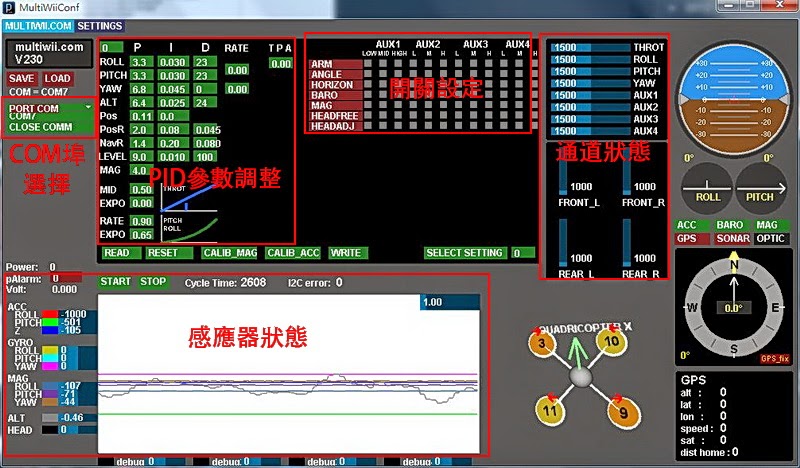 MultiWiiConf
MULTIWII.COM SETTINGS
multiwii.com
V230
SAVE LOAD
COM = COM7
PORT COM
COM7
CLOSE COMM
COM埠
選擇
0 P I D RATE T P A
ROLL 3.3 0.030 23 0.00
PITCH 3.3 0.030 23 0.00
YAW 6.8 0.045 0 0.00
ALT 6.4 0.025 24
Pos 0.11 0.0
PosR 2.0 0.08 0.045
NavR 1.4 0.20 0.080
LEVEL 9.0 0.010 100
MAG 4.0
PID參數調整
MID 0.50 THROT
EXPO 0.00
RATE 0.90 PITCH
ROLL
EXPO 0.65
READ RESET CALIB_MAG CALIB_ACC WRITE SELECT SETTING 0
AUX1 AUX2 AUX3 AUX4
LOW MID HIGH L M H L M H L M H
ARM
ANGLE
HORIZON
BARO
MAG
HEADFREE
HEADADJ
開關設定
1500 THROT
1500 ROLL
1500 PITCH
1500 YAW
1500 AUX1
1500 AUX2
1500 AUX3
1500 AUX4
通道狀態
1000 1000
FRONT_L FRONT_R
1000 1000
REAR_L REAR_R
0° 0°
ROLL PITCH
ACC BARO MAG
GPS SONAR OPTIC
N
W E
S
0.0°
0° GPS_fix
GPS
alt : 0
lat : 0
lon : 0
speed : 0
sat : 0
dist home : 0
Power: 0
pAlarm: 0
Volt: 0.000
START STOP Cycle Time: 2608 I2C error: 0
1.00
感應器狀態
ACC
ROLL -1000
PITCH -501
Z -105
GYRO
ROLL 0
PITCH 0
YAW 0
MAG
ROLL -107
PITCH -71
YAW -44
ALT -0.46
HEAD 0
debug 0 debug 0 debug 0 debug 0
QUADRICOPTER X
3 10
11 9